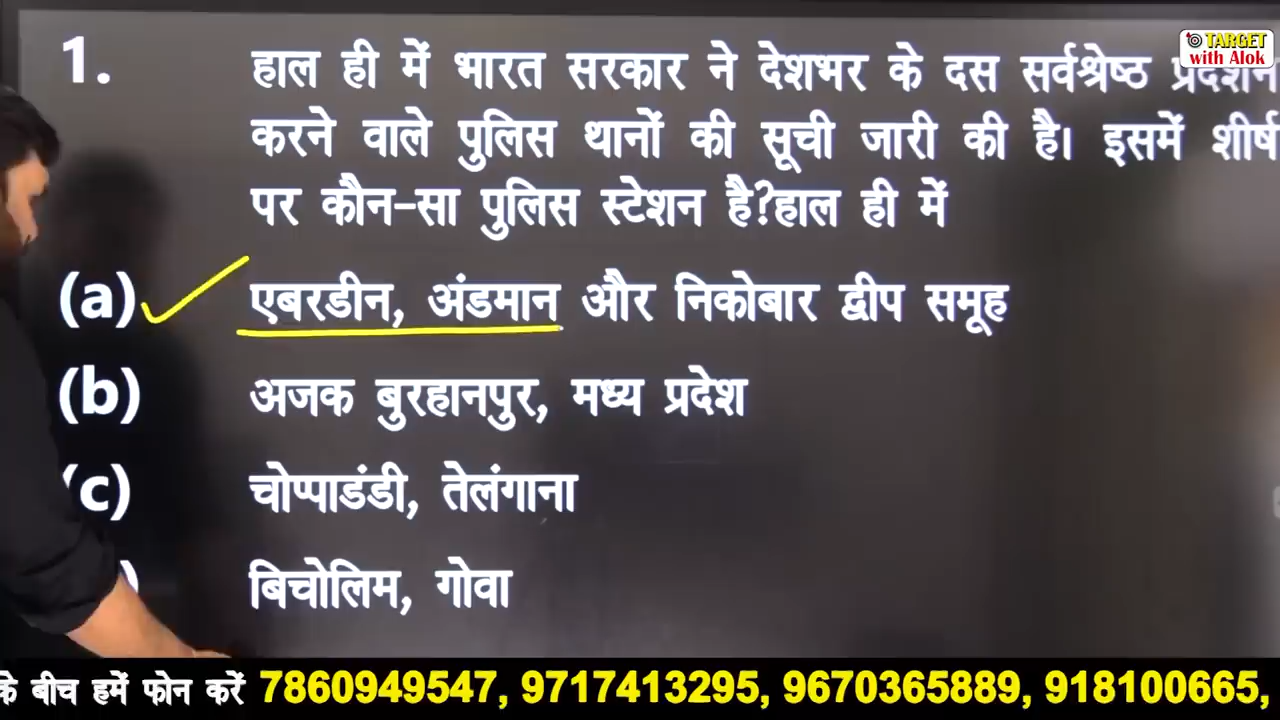 TARGET
with Alok
1. हाल ही में भारत सरकार ने देशभर के दस सर्वश्रेष्ठ प्रदर्शन
करने वाले पुलिस थानों की सूची जारी की है। इसमें शीर्ष
पर कौन-सा पुलिस स्टेशन है?हाल ही में
(a) एबरडीन, अंडमान और निकोबार द्वीप समूह
(b) अजक बुरहानपुर, मध्य प्रदेश
(c) चोप्पाडंडी, तेलंगाना
) बिचोलिम, गोवा
के बीच हमें फोन करें 7860949547, 9717413295, 9670365889, 918100665,